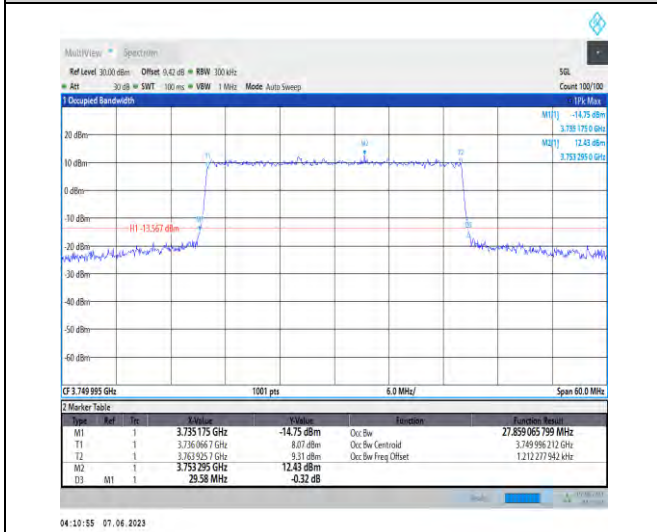 MultiView Spectrum
Ref Level 30.00 dBm Offset 9.42 dB RBW 300 kHz SGL
Att 30 dB SWT 100 ms VBW 1 MHz Mode Auto Sweep Count 100/100
1 Occupied Bandwidth 1Pk Max
M1[1] -14.75 dBm
3.735 175 0 GHz
M2[1] 12.43 dBm
3.753 295 0 GHz
20 dBm
M2
T1 T2
10 dBm
0 dBm
-10 dBm
H1 -13.567 dBm
-20 dBm
-30 dBm
-40 dBm
-50 dBm
-60 dBm
CF 3.749 995 GHz 1001 pts 6.0 MHz/ Span 60.0 MHz
2 Marker Table
Type Ref Trc X-Value Y-Value Function Function Result
M1 1 3.735 175 GHz -14.75 dBm Occ Bw 27.859 065 799 MHz
T1 1 3.736 066 7 GHz 8.07 dBm Occ Bw Centroid 3.749 996 212 GHz
T2 1 3.763 925 7 GHz 9.31 dBm Occ Bw Freq Offset 1.212 277 942 kHz
M2 1 3.753 295 GHz 12.43 dBm
D3 M1 1 29.58 MHz -0.32 dB
04:10:55 07.06.2023